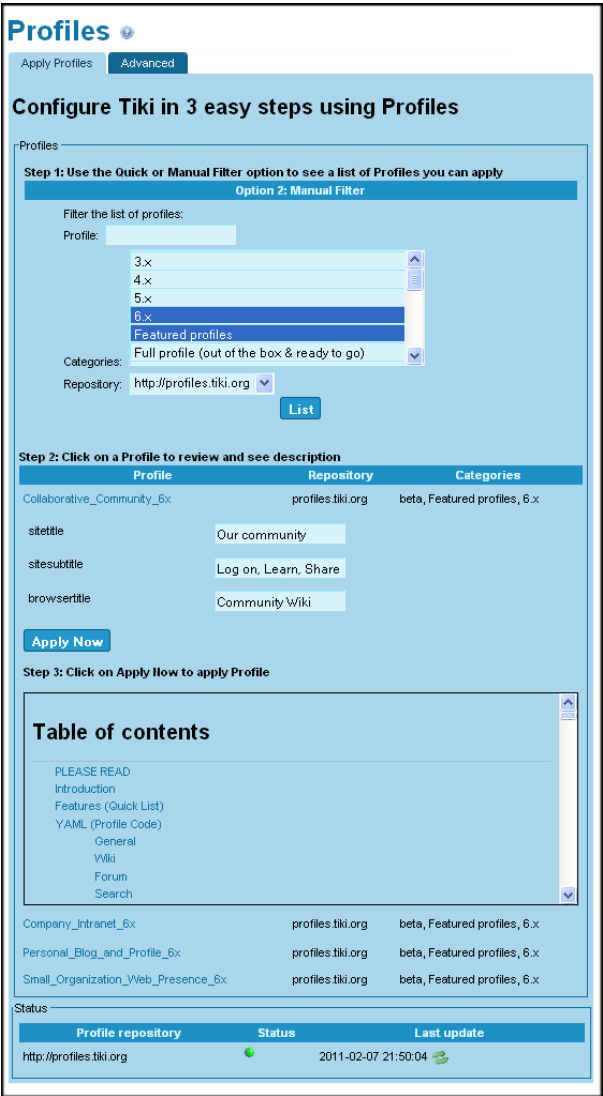 Profiles
Apply Profiles Advanced
Configure Tiki in 3 easy steps using Profiles
Profiles
Step 1: Use the Quick or Manual Filter option to see a list of Profiles you can apply
Option 2: Manual Filter
Filter the list of profiles:
Profile:
3.x
4.x
5.x
6.x
Featured profiles
Full profile (out of the box & ready to go)
Categories:
Repository: http://profiles.tiki.org
List
Step 2: Click on a Profile to review and see description
Profile Repository Categories
Collaborative_Community_6x profiles.tiki.org beta, Featured profiles, 6.x
sitetitle Our community
sitesubtitle Log on, Learn, Share
browsertitle Community Wiki
Apply Now
Step 3: Click on Apply Now to apply Profile
Table of contents
PLEASE READ
Introduction
Features (Quick List)
YAML (Profile Code)
General
Wiki
Forum
Search
Company_Intranet_6x profiles.tiki.org beta, Featured profiles, 6.x
Personal_Blog_and_Profile_6x profiles.tiki.org beta, Featured profiles, 6.x
Small_Organization_Web_Presence_6x profiles.tiki.org beta, Featured profiles, 6.x
Status
Profile repository Status Last update
http://profiles.tiki.org 2011-02-07 21:50:04